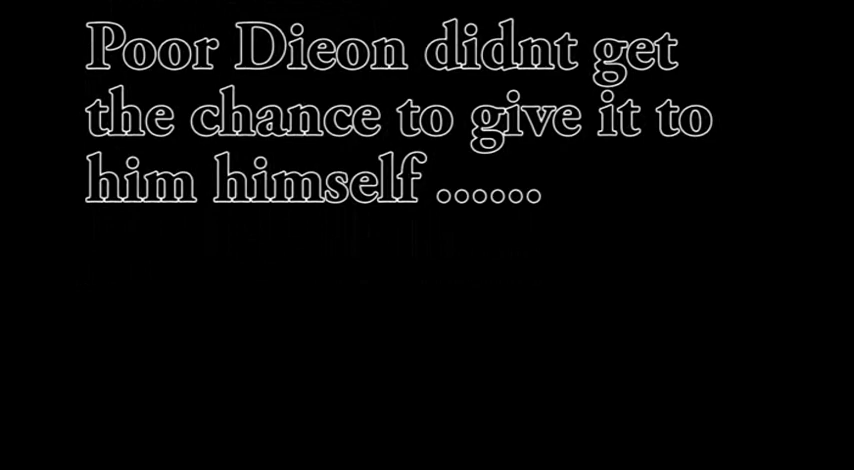 Poor Dieon didnt get
the chance to give it to
him himself ......